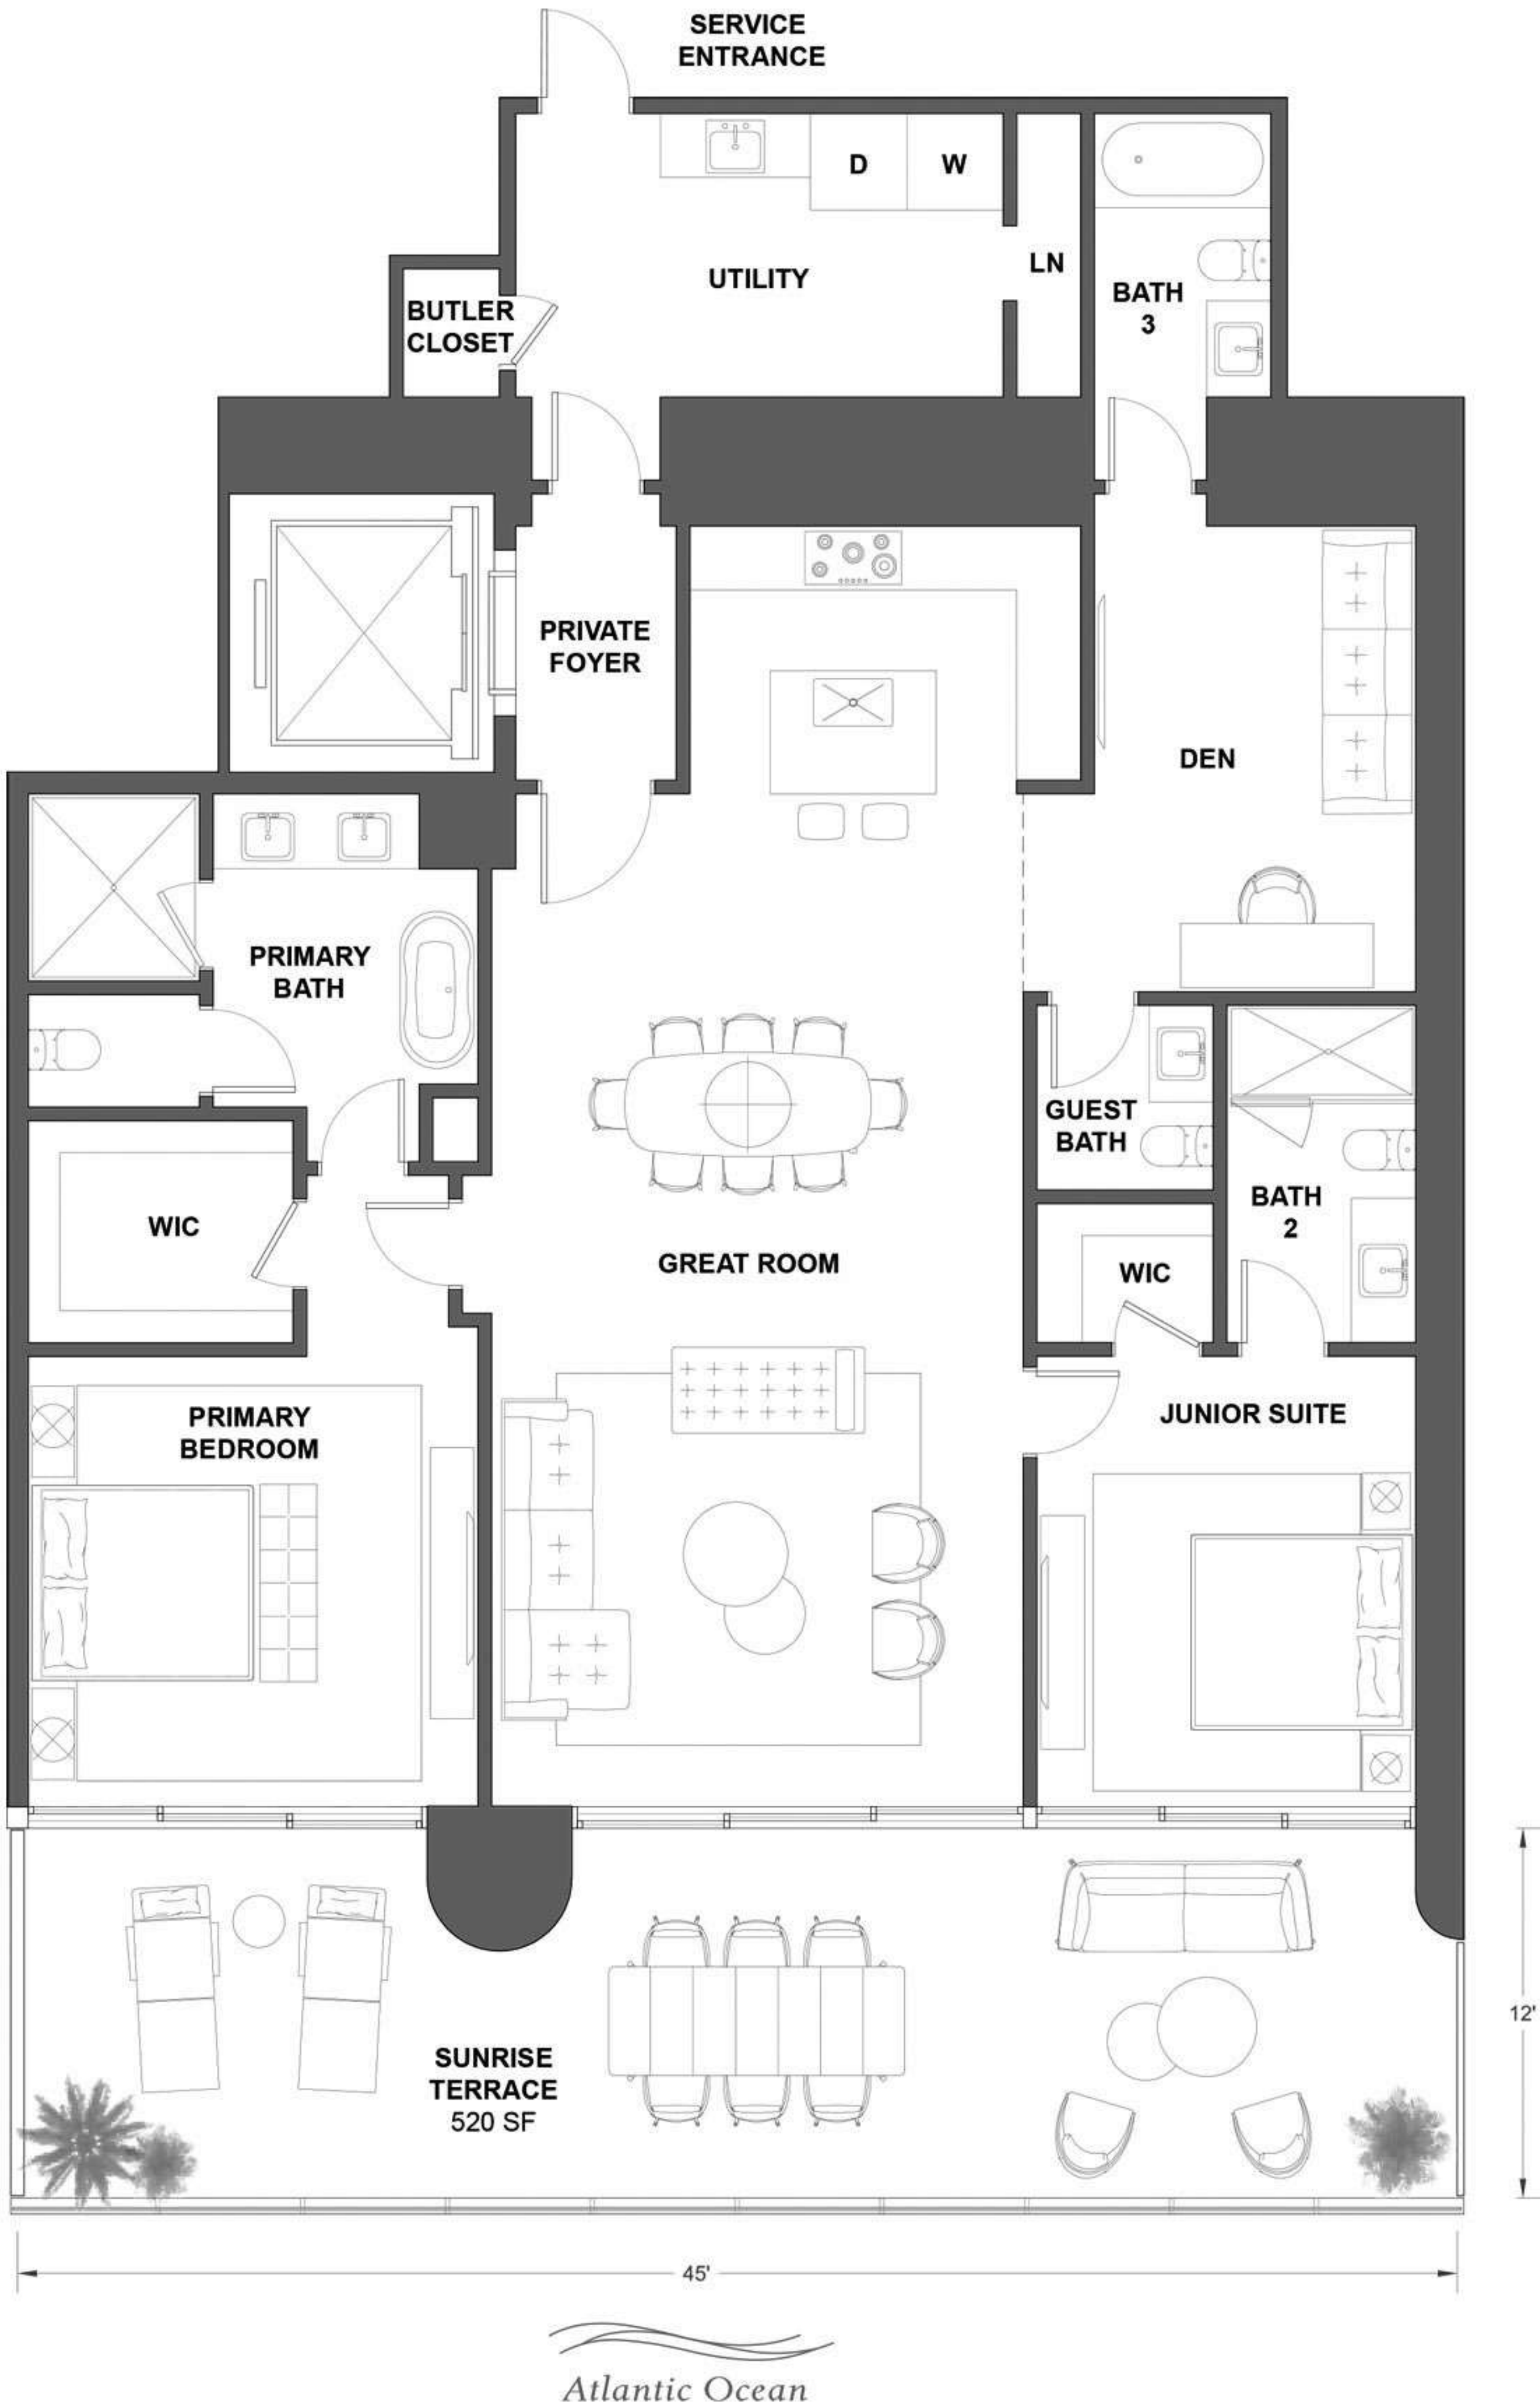 SERVICE
ENTRANCE
D
W
LN
UTILITY
BUTLER
CLOSET
BATH
3
PRIVATE
FOYER
DEN
PRIMARY
BATH
GUEST
BATH
BATH
2
WIC
GREAT ROOM
WIC
PRIMARY
BEDROOM
JUNIOR SUITE
SUNRISE
TERRACE
520 SF
12'
45'
Atlantic Ocean